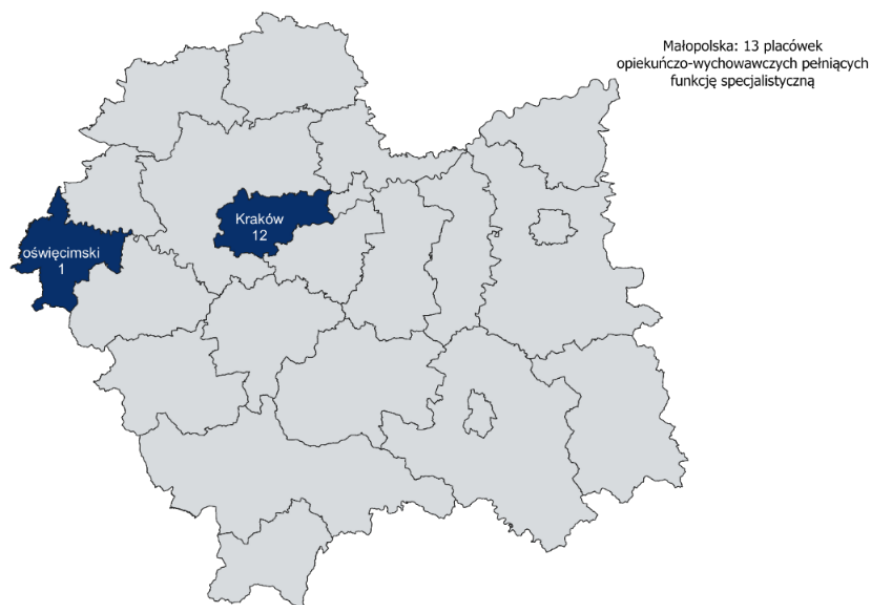 Małopolska: 13 placówek
opiekuńczo-wychowawczych pełniących
funkcję specjalistyczną
Kraków
12
oświęcimski
1